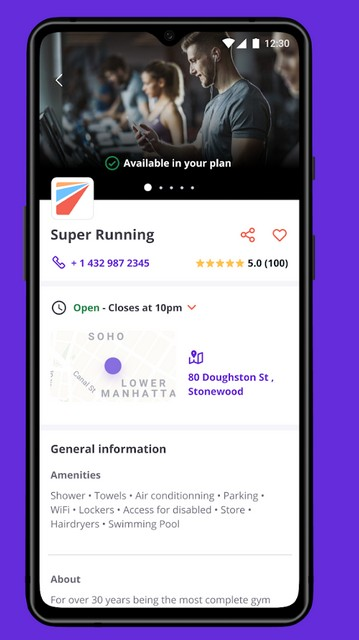 12:30
Available in your plan
Super Running
+ 1 432 987 2345
5.0 (100)
Open - Closes at 10pm
SOHO
Canal St
LOWER
MANHATTA
80 Doughston St ,
Stonewood
General information
Amenities
Shower • Towels • Air conditionning • Parking •
WiFi • Lockers • Access for disabled • Store •
Hairdryers • Swimming Pool
About
For over 30 years being the most complete gym